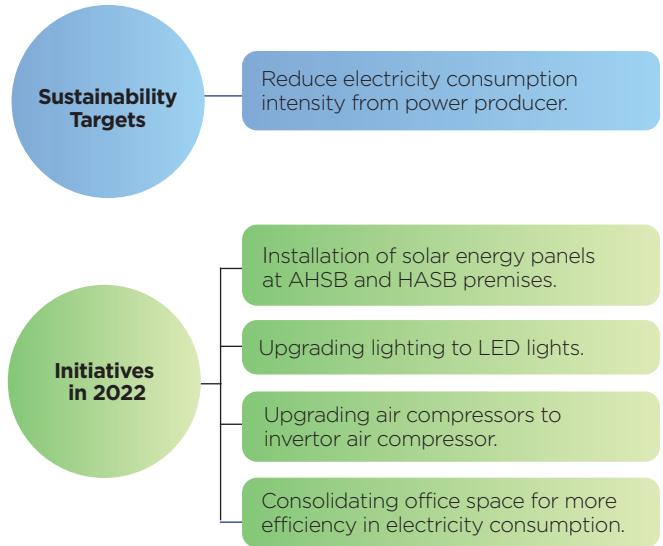 Sustainability
Targets
Reduce electricity consumption
intensity from power producer.
Initiatives
in 2022
Installation of solar energy panels
at AHSB and HASB premises.
Upgrading lighting to LED lights.
Upgrading air compressors to
invertor air compressor.
Consolidating office space for more
efficiency in electricity consumption.